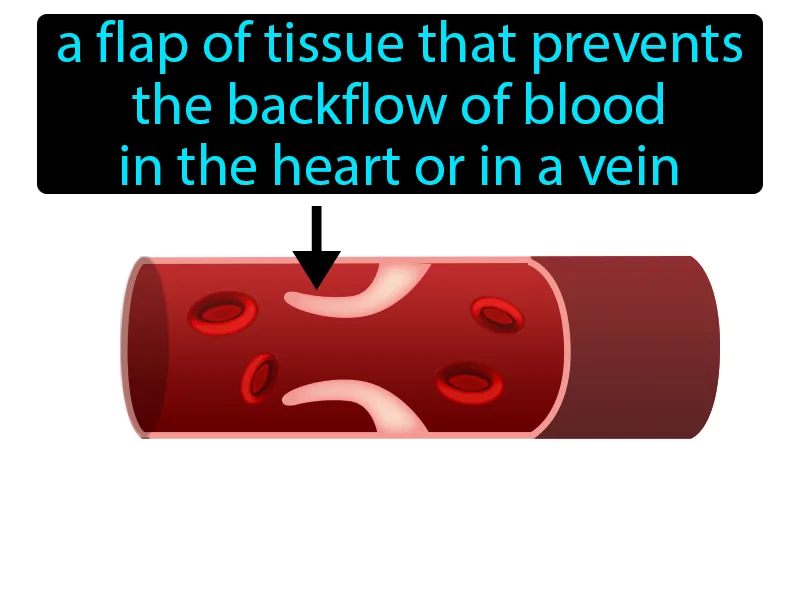 a flap of tissue that prevents
the backflow of blood
in the heart or in a vein